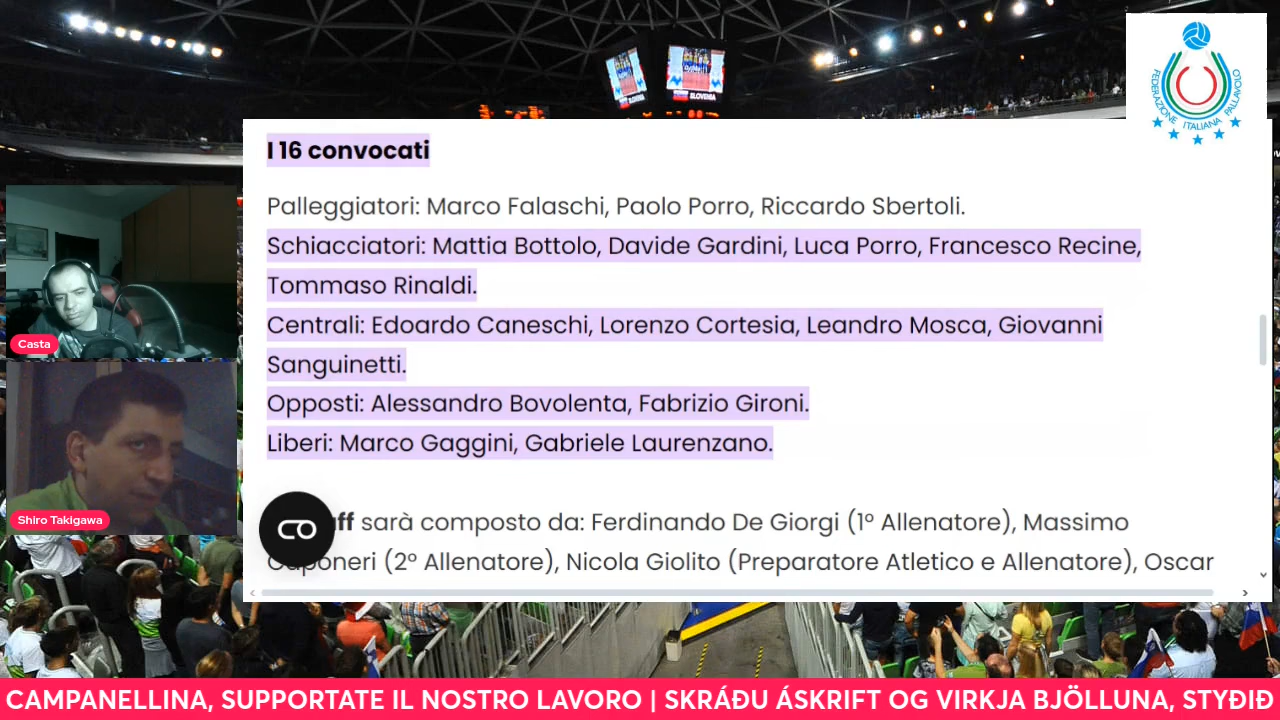 SLOVENIA
FEDERAZIONE ITALIANA PALLAVOLO
I 16 convocati
Palleggiatori: Marco Falaschi, Paolo Porro, Riccardo Sbertoli.
Schiacciatori: Mattia Bottolo, Davide Gardini, Luca Porro, Francesco Recine,
Tommaso Rinaldi.
Centrali: Edoardo Caneschi, Lorenzo Cortesia, Leandro Mosca, Giovanni
Sanguinetti.
Opposti: Alessandro Bovolenta, Fabrizio Gironi.
Liberi: Marco Gaggini, Gabriele Laurenzano.
sarà composto da: Ferdinando De Giorgi (1° Allenatore), Massimo
(2° Allenatore), Nicola Giolito (Preparatore Atletico e Allenatore), Oscar
Casta
Shiro Takigawa
CAMPANELLINA, SUPPORTATE IL NOSTRO LAVORO | SKRÁÐU ÁSKRIFT OG VIRKJA BJÖLLUNA, STYÐIÐ